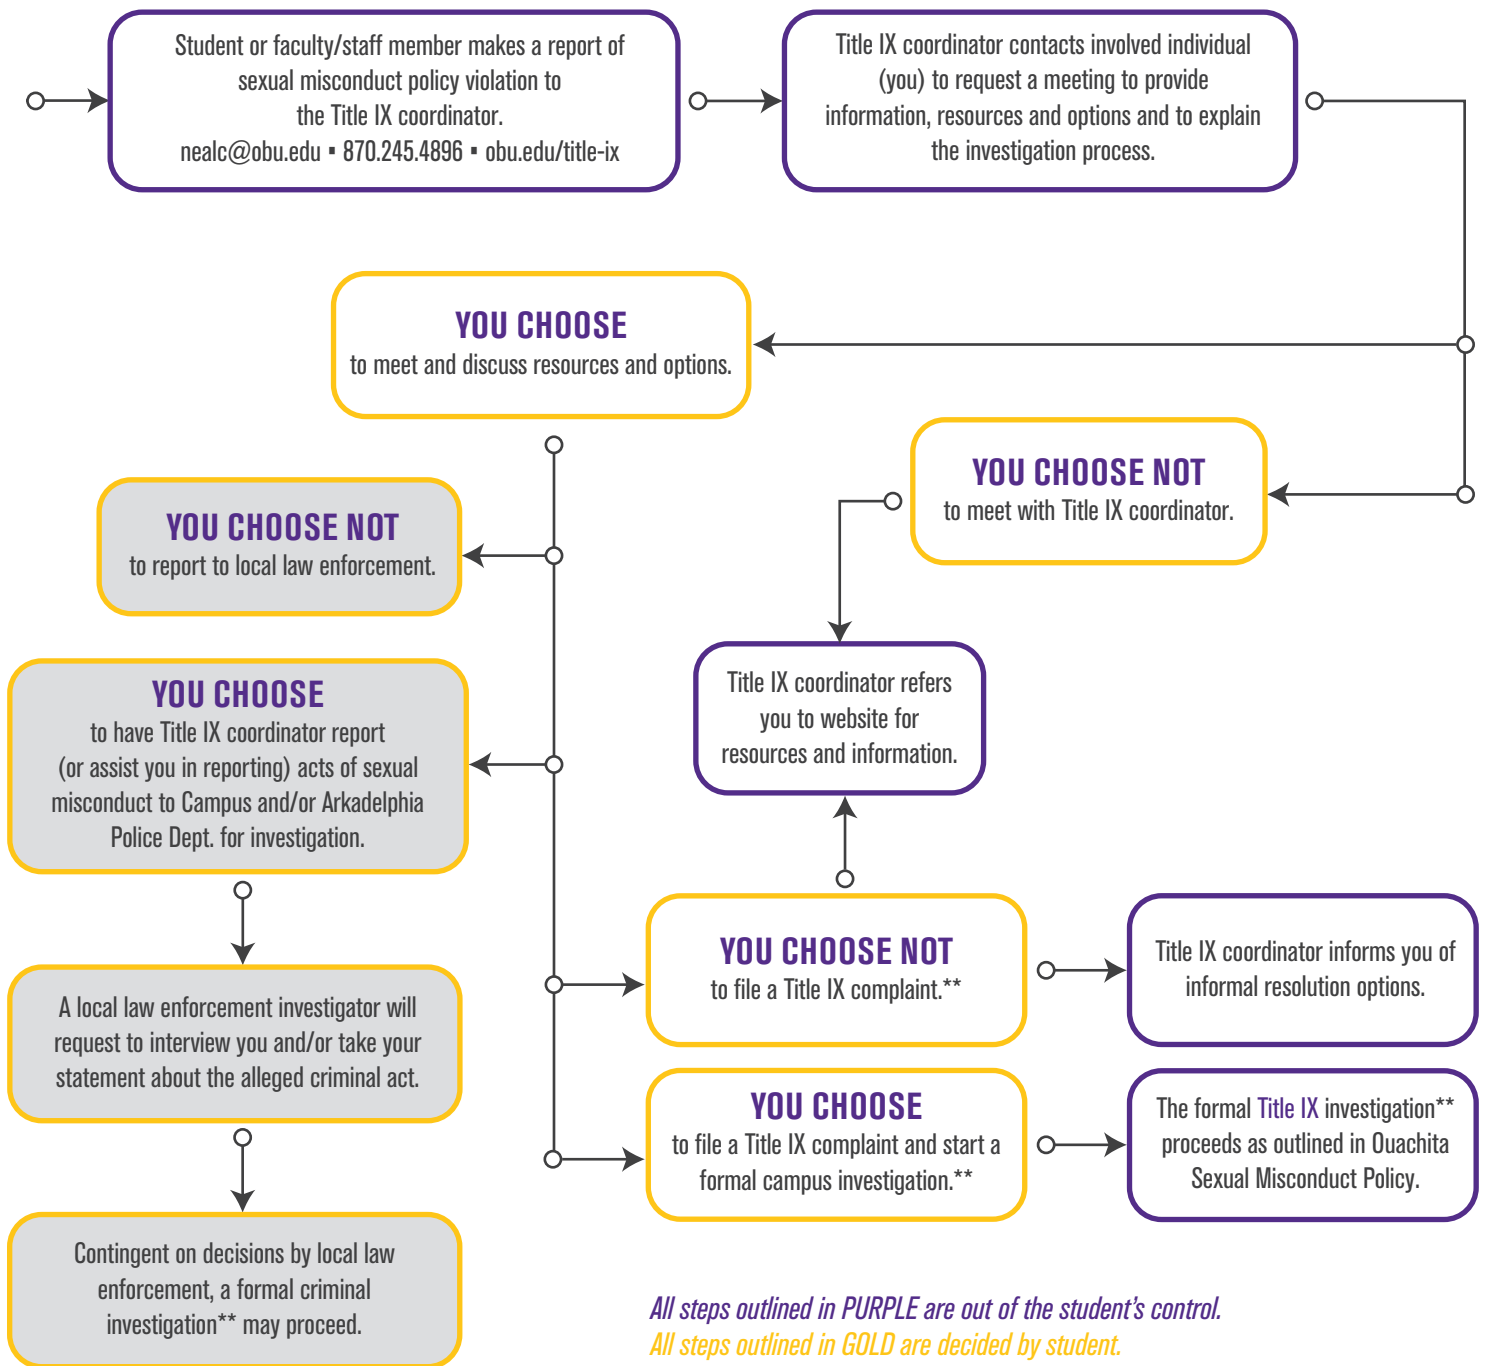 Student or faculty/staff member makes a report of
sexual misconduct policy violation to
the Title IX coordinator.
nealc@obu.edu ▪ 870.245.4896 ▪ obu.edu/title-ix
Title IX coordinator contacts involved individual
(you) to request a meeting to provide
information, resources and options and to explain
the investigation process.
YOU CHOOSE
to meet and discuss resources and options.
YOU CHOOSE NOT
to meet with Title IX coordinator.
YOU CHOOSE NOT
to report to local law enforcement.
YOU CHOOSE
to have Title IX coordinator report
(or assist you in reporting) acts of sexual
misconduct to Campus and/or Arkadelphia
Police Dept. for investigation.
Title IX coordinator refers
you to website for
resources and information.
YOU CHOOSE NOT
to file a Title IX complaint.**
Title IX coordinator informs you of
informal resolution options.
A local law enforcement investigator will
request to interview you and/or take your
statement about the alleged criminal act.
YOU CHOOSE
to file a Title IX complaint and start a
formal campus investigation.**
The formal Title IX investigation**
proceeds as outlined in Ouachita
Sexual Misconduct Policy.
Contingent on decisions by local law
enforcement, a formal criminal
investigation** may proceed.
All steps outlined in PURPLE are out of the student's control.
All steps outlined in GOLD are decided by student.